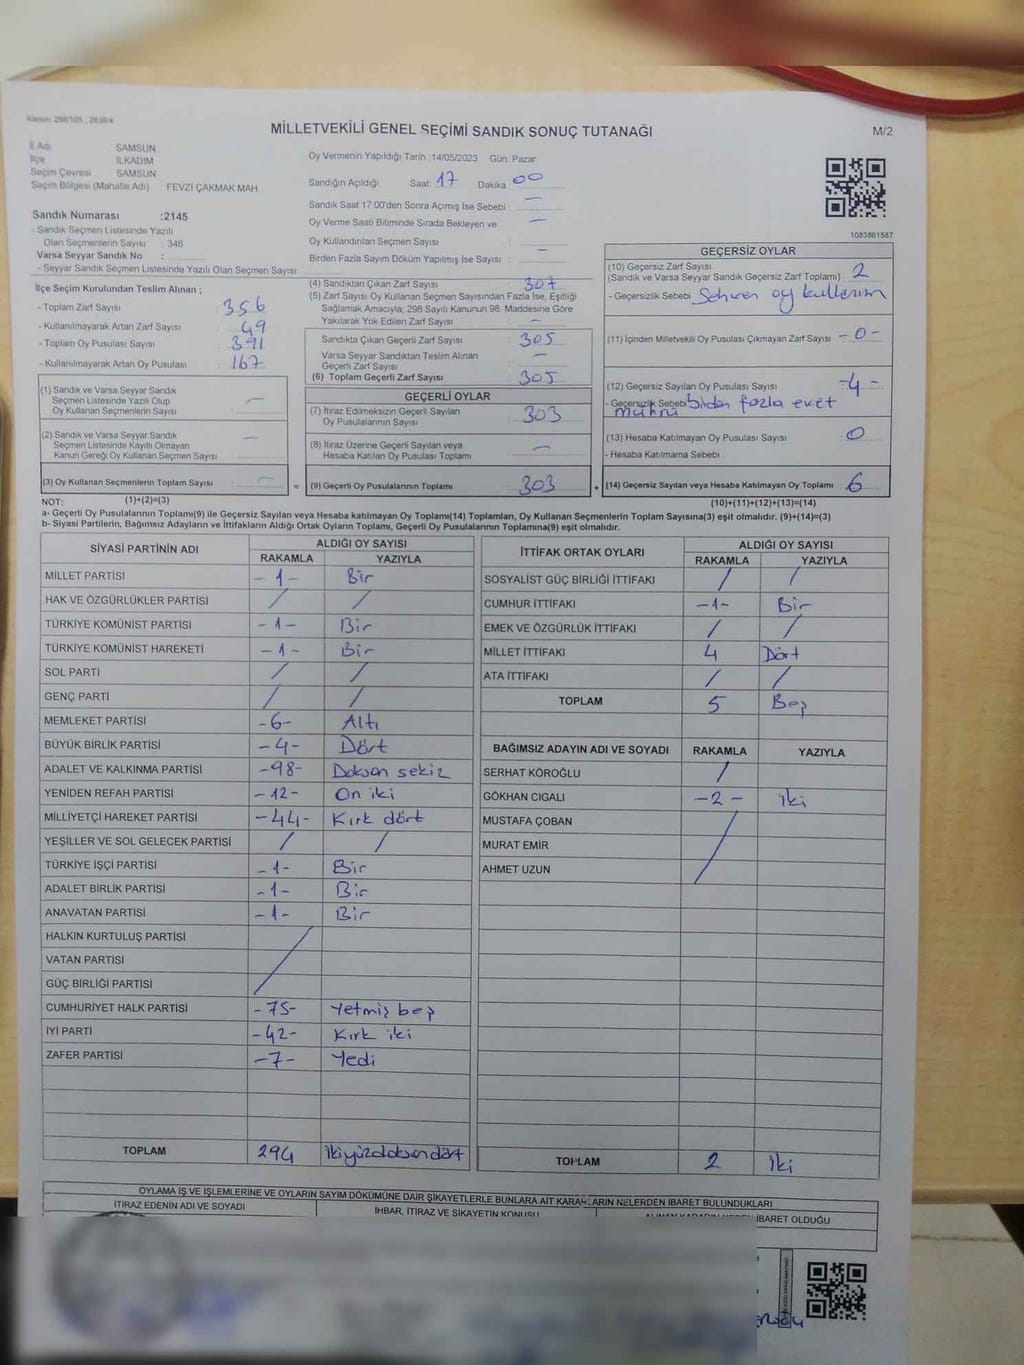 Kanun: 298/105 , 2839/4
MİLLETVEKİLİ GENEL SEÇİMİ SANDIK SONUÇ TUTANAĞI
M/2
İl Adı SAMSUN
İlçe İLKADIM
Seçim Çevresi SAMSUN
Seçim Bölgesi (Mahalle Adı) FEVZİ ÇAKMAK MAH.
Sandık Numarası :2145
- Sandık Seçmen Listesinde Yazılı
Olan Seçmenlerin Sayısı : 346
Varsa Seyyar Sandık No :
- Seyyar Sandık Seçmen Listesinde Yazılı Olan Seçmen Sayısı
Oy Vermenin Yapıldığı Tarih :14/05/2023 Gün: Pazar
Sandığın Açıldığı Saat: 17 Dakika 00
Sandık Saat 17:00'den Sonra Açımış İse Sebebi : —
Oy Verme Saati Bitiminde Sırada Bekleyen ve —
Oy Kullandırılan Seçmen Sayısı :
Birden Fazla Sayım Döküm Yapılmış İse Sayısı : —
1083861587
İlçe Seçim Kurulundan Teslim Alınan ;
- Toplam Zarf Sayısı : 356
- Kullanılmayarak Artan Zarf Sayısı : 49
- Toplam Oy Pusulası Sayısı : 391
- Kullanılmayarak Artan Oy Pusulası : 167
(1) Sandık ve Varsa Seyyar Sandık
Seçmen Listesinde Yazılı Olup
Oy Kullanan Seçmenlerin Sayısı : —
(2) Sandık ve Varsa Seyyar Sandık —
Seçmen Listesinde Kayıtlı Olmayan
Kanun Gereği Oy Kullanan Seçmen Sayısı :
(3) Oy Kullanan Seçmenlerin Toplam Sayısı : —
(4) Sandıktan Çıkan Zarf Sayısı : 307
(5) Zarf Sayısı Oy Kullanan Seçmen Sayısından Fazla İse, Eşitliği
Sağlamak Amacıyla; 298 Sayılı Kanunun 98. Maddesine Göre
Yakılarak Yok Edilen Zarf Sayısı : —
Sandıkta Çıkan Geçerli Zarf Sayısı : 305
Varsa Seyyar Sandıktan Teslim Alınan —
Geçerli Zarf Sayısı :
(6) Toplam Geçerli Zarf Sayısı : 305
GEÇERLİ OYLAR
(7) İtiraz Edilmeksizin Geçerli Sayılan
Oy Pusulalarının Sayısı : 303
(8) İtiraz Üzerine Geçerli Sayılan veya
Hesaba Katılan Oy Pusulası Toplamı : —
= (9) Geçerli Oy Pusulalarının Toplamı : 303
GEÇERSİZ OYLAR
(10) Geçersiz Zarf Sayısı
(Sandık ve Varsa Seyyar Sandık Geçersiz Zarf Toplamı) : 2
- Geçersizlik Sebebi Sehven oy kullanım
(11) İçinden Milletvekili Oy Pusulası Çıkmayan Zarf Sayısı : -0-
(12) Geçersiz Sayılan Oy Pusulası Sayısı : -4-
- Geçersizlik Sebebi : birden fazla evet
mührü
(13) Hesaba Katılmayan Oy Pusulası Sayısı : 0
- Hesaba Katılmama Sebebi :
+ (14) Geçersiz Sayılan veya Hesaba Katılmayan Oy Toplamı : 6
NOT: (1)+(2)=(3)
(10)+(11)+(12)+(13)=(14)
a- Geçerli Oy Pusulalarının Toplamı(9) ile Geçersiz Sayılan veya Hesaba katılmayan Oy Toplamı(14) Toplamları, Oy Kullanan Seçmenlerin Toplam Sayısına(3) eşit olmalıdır. (9)+(14)=(3)
b- Siyasi Partilerin, Bağımsız Adayların ve İttifakların Aldığı Ortak Oyların Toplamı, Geçerli Oy Pusulalarının Toplamına(9) eşit olmalıdır.
SİYASİ PARTİNİN ADI ALDIĞI OY SAYISI
RAKAMLA YAZIYLA
MİLLET PARTİSİ -1- Bir
HAK VE ÖZGÜRLÜKLER PARTİSİ / /
TÜRKİYE KOMÜNİST PARTİSİ -1- Bir
TÜRKİYE KOMÜNİST HAREKETİ -1- Bir
SOL PARTİ / /
GENÇ PARTİ / /
MEMLEKET PARTİSİ -6- Altı
BÜYÜK BİRLİK PARTİSİ -4- Dört
ADALET VE KALKINMA PARTİSİ -98- Doksan sekiz
YENİDEN REFAH PARTİSİ -12- On iki
MİLLİYETÇİ HAREKET PARTİSİ -44- Kırk dört
YEŞİLLER VE SOL GELECEK PARTİSİ / /
TÜRKİYE İŞÇİ PARTİSİ -1- Bir
ADALET BİRLİK PARTİSİ -1- Bir
ANAVATAN PARTİSİ -1- Bir
HALKIN KURTULUŞ PARTİSİ /
VATAN PARTİSİ
GÜÇ BİRLİĞİ PARTİSİ
CUMHURİYET HALK PARTİSİ -75- Yetmiş beş
İYİ PARTİ -42- Kırk iki
ZAFER PARTİSİ -7- Yedi
TOPLAM 294 İkiyüzdoksandört
İTTİFAK ORTAK OYLARI ALDIĞI OY SAYISI
RAKAMLA YAZIYLA
SOSYALİST GÜÇ BİRLİĞİ İTTİFAKI / /
CUMHUR İTTİFAKI -1- Bir
EMEK VE ÖZGÜRLÜK İTTİFAKI / /
MİLLET İTTİFAKI 4 Dört
ATA İTTİFAKI / /
TOPLAM 5 Beş
BAĞIMSIZ ADAYIN ADI VE SOYADI RAKAMLA YAZIYLA
SERHAT KÖROĞLU /
GÖKHAN CIGALI -2- İki
MUSTAFA ÇOBAN /
MURAT EMİR
AHMET UZUN
TOPLAM 2 İki
OYLAMA İŞ VE İŞLEMLERİNE VE OYLARIN SAYIM DÖKÜMÜNE DAİR ŞİKAYETLERLE BUNLARA AİT KARARLARIN NELERDEN İBARET BULUNDUKLARI
İTİRAZ EDENİN ADI VE SOYADI
İHBAR, İTİRAZ VE ŞİKAYETİN KONUSU
İBARET OLDUĞU